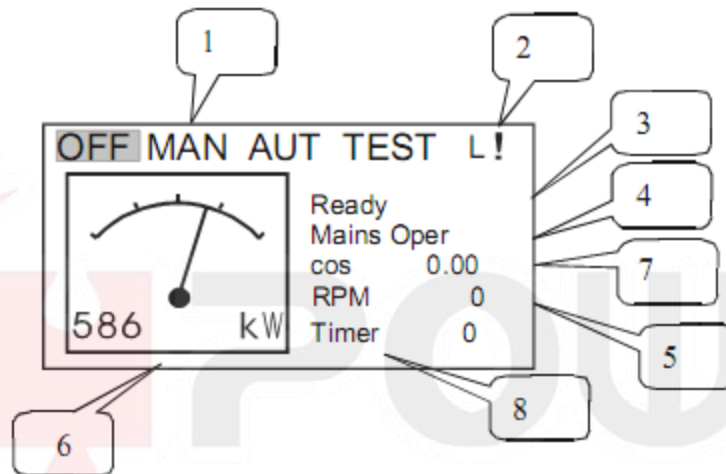 1
2
OFF MAN AUT TEST L!
3
Ready
4
Mains Oper
cos 0.00
7
RPM 0
586 kW
Timer 0
5
6
8
POW